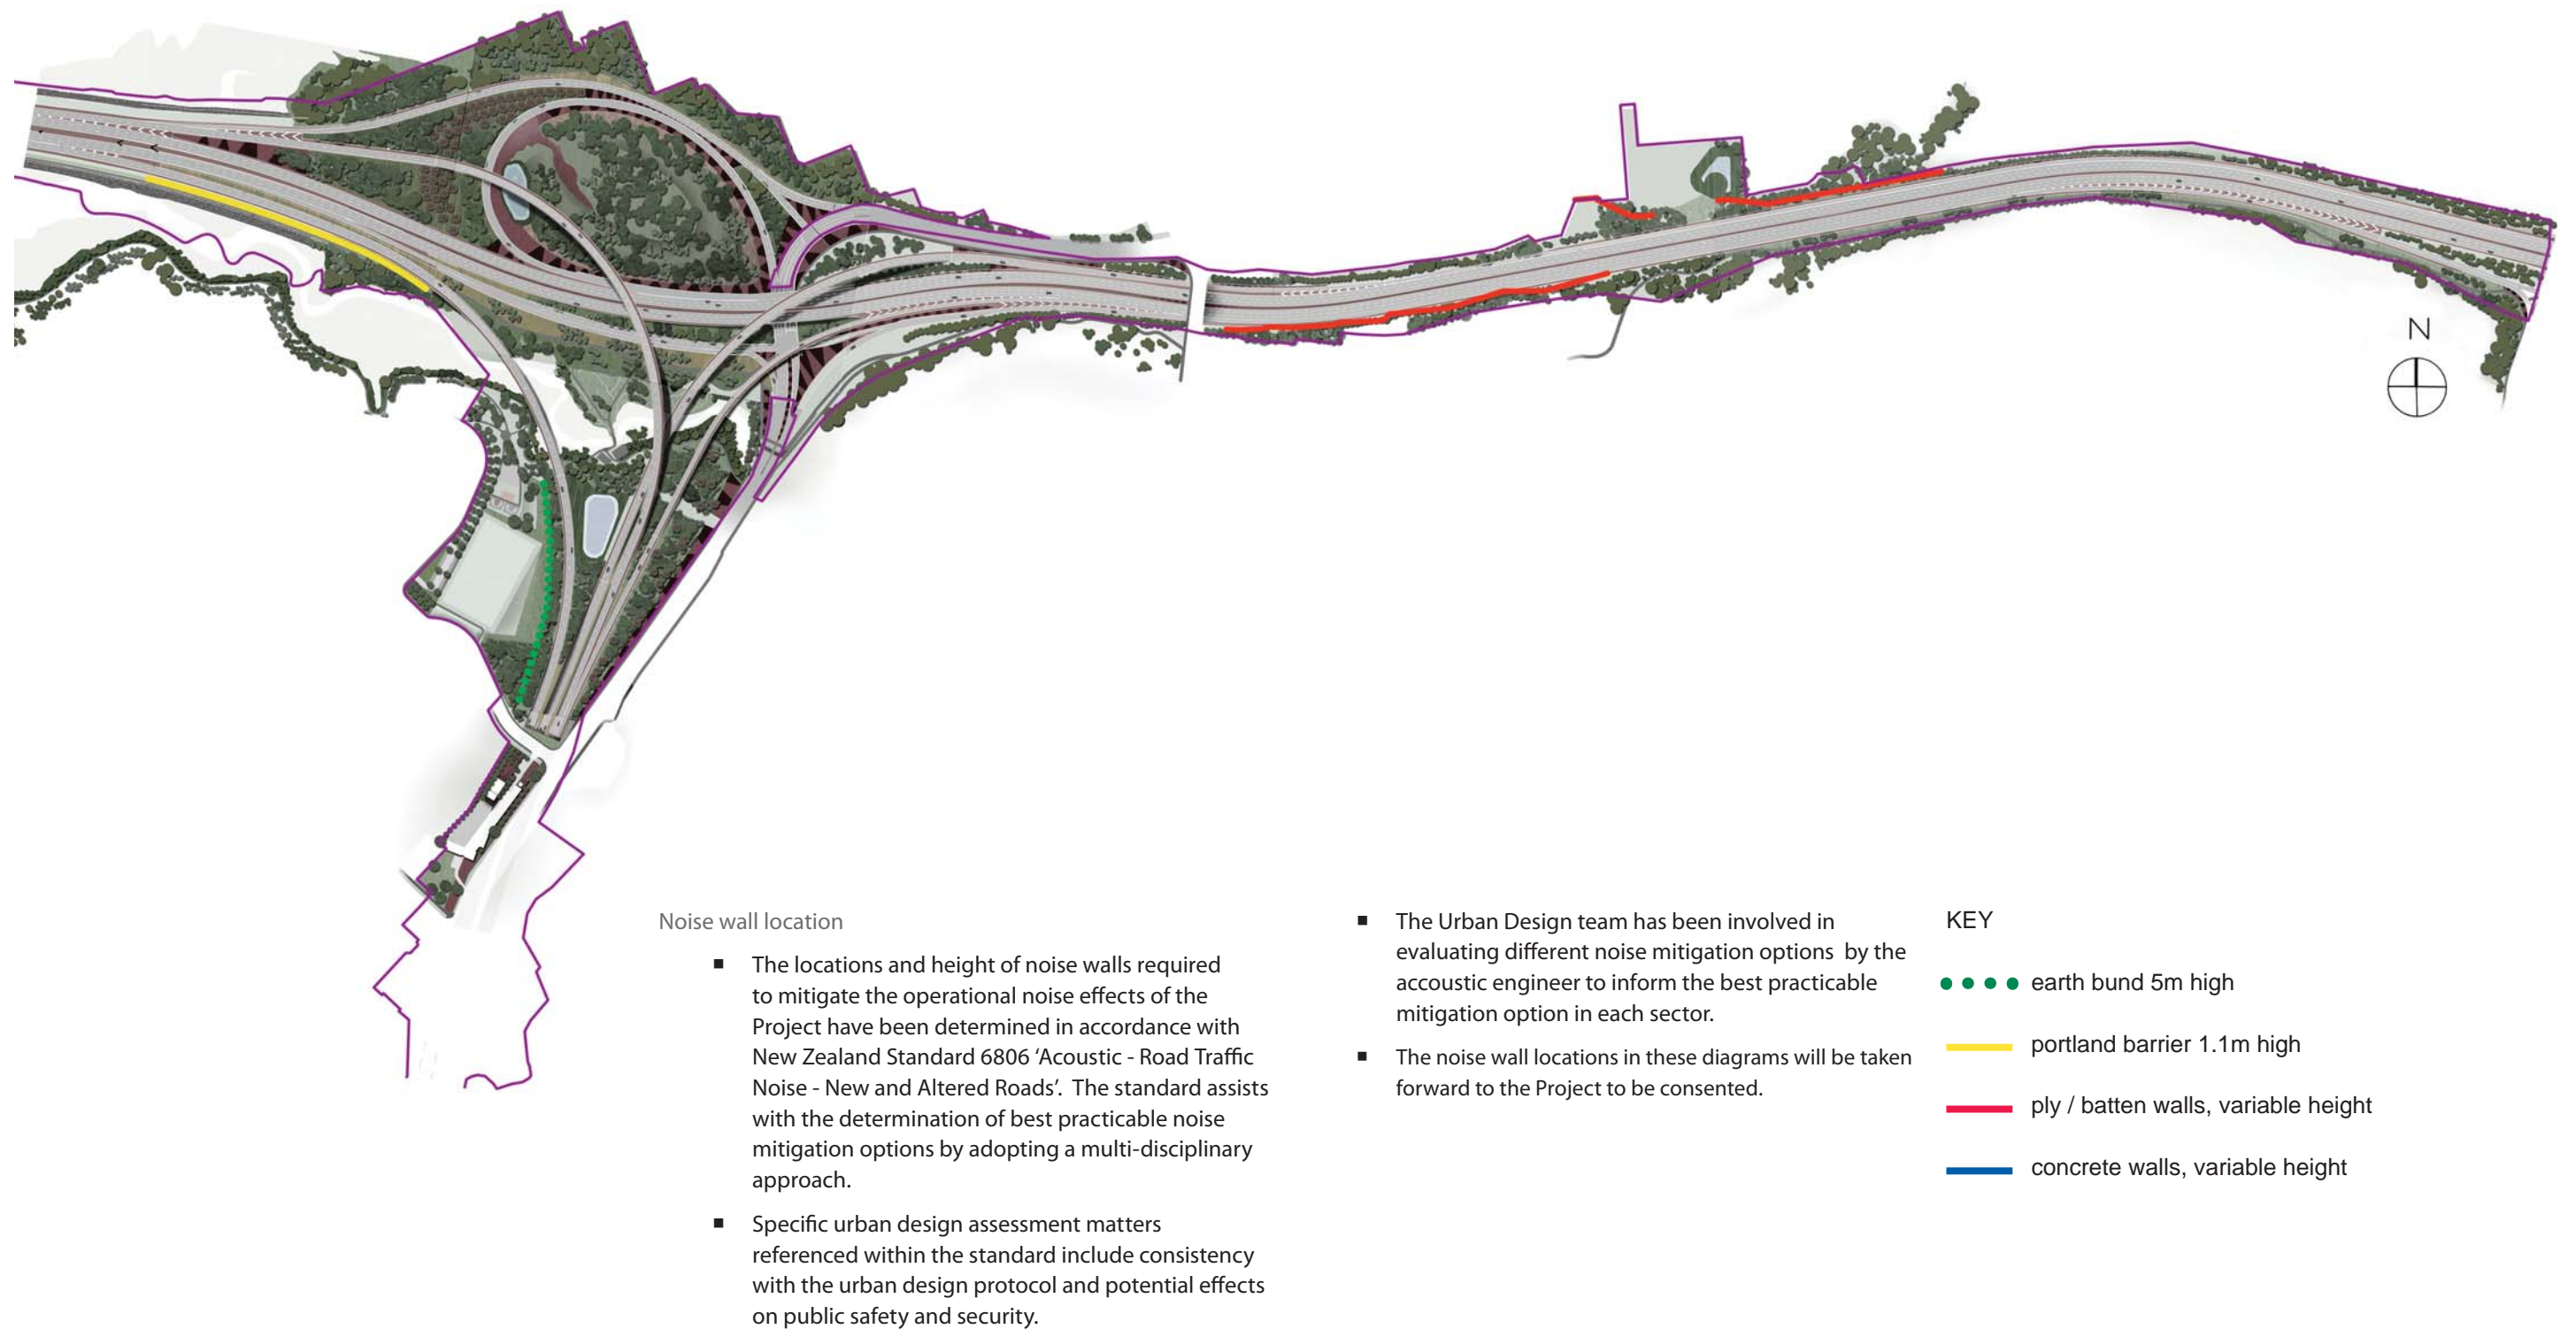 N
Noise wall location
■ The locations and height of noise walls required
to mitigate the operational noise effects of the
Project have been determined in accordance with
New Zealand Standard 6806 ‘Acoustic - Road Traffic
Noise - New and Altered Roads’.  The standard assists
with the determination of best practicable noise
mitigation options by adopting a multi-disciplinary
approach.
■ Specific urban design assessment matters
referenced within the standard include consistency
with the urban design protocol and potential effects
on public safety and security.
■ The Urban Design team has been involved in
evaluating different noise mitigation options  by the
accoustic engineer to inform the best practicable
mitigation option in each sector.
■ The noise wall locations in these diagrams will be taken
forward to the Project to be consented.
KEY
earth bund 5m high
portland barrier 1.1m high
ply / batten walls, variable height
concrete walls, variable height